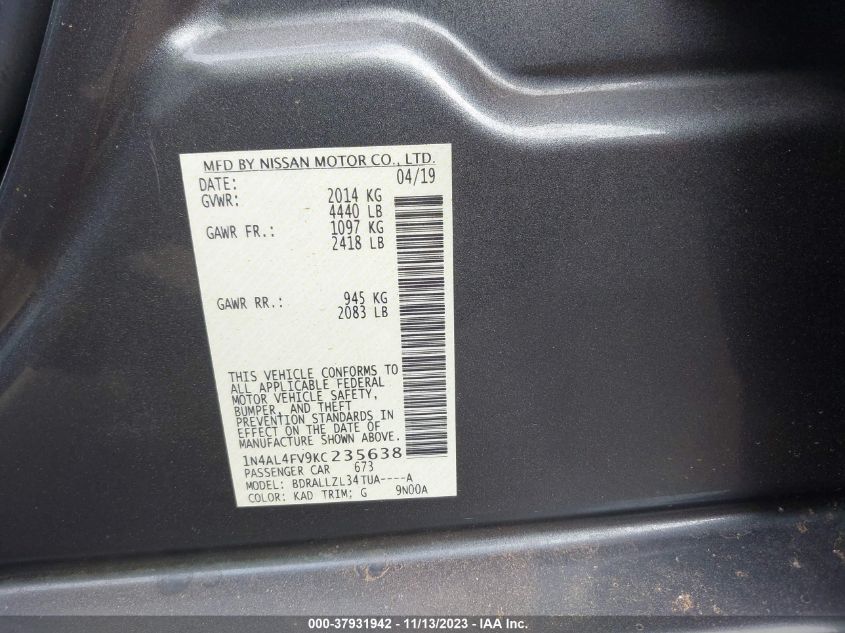 MFD BY NISSAN MOTOR CO., LTD.
DATE: 04/19
GVWR: 2014 KG
4440 LB
GAWR FR.: 1097 KG
2418 LB
GAWR RR.: 945 KG
2083 LB
THIS VEHICLE CONFORMS TO
ALL APPLICABLE FEDERAL
MOTOR VEHICLE SAFETY,
BUMPER, AND THEFT
PREVENTION STANDARDS IN
EFFECT ON THE DATE OF
MANUFACTURE SHOWN ABOVE.
1N4AL4FV9KC235638
PASSENGER CAR 673
MODEL: BDRALLZL34TUA----A
COLOR: KAD TRIM; G 9N00A
000-37931942 - 11/13/2023 - IAA Inc.